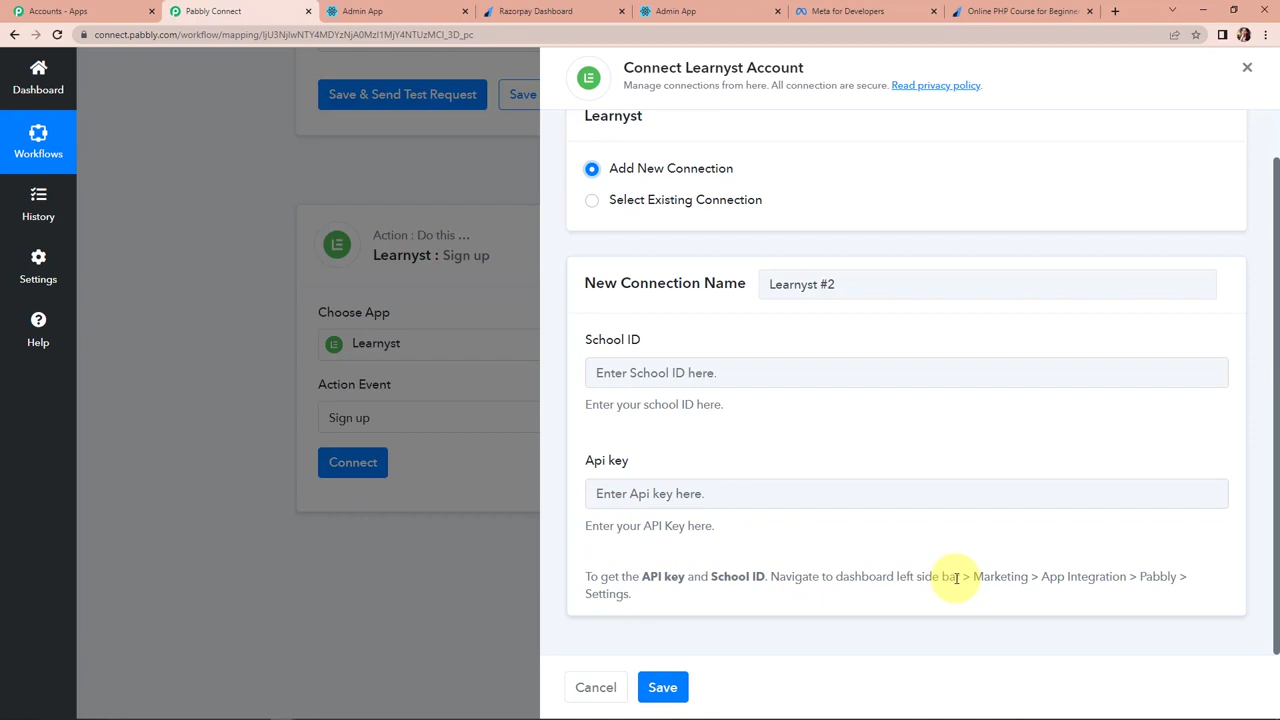 Accounts - Apps
Pabbly Connect
Admin App
Razorpay Dashboard
Admin App
Meta for Developers
Online PHP Course for Beginner
connect.pabbly.com/workflow/mapping/
Dashboard
Workflows
History
Settings
Help
Save & Send Test Request
Save
Action : Do this ...
Learnyst : Sign up
Choose App
Learnyst
Action Event
Sign up
Connect
Connect Learnyst Account
Manage connections from here. All connection are secure. Read privacy policy.
Learnyst
Add New Connection
Select Existing Connection
New Connection Name
Learnyst #2
School ID
Enter School ID here.
Enter your school ID here.
Api key
Enter Api key here.
Enter your API Key here.
To get the API key and School ID. Navigate to dashboard left side bar > Marketing > App Integration > Pabbly >
Settings.
Cancel
Save